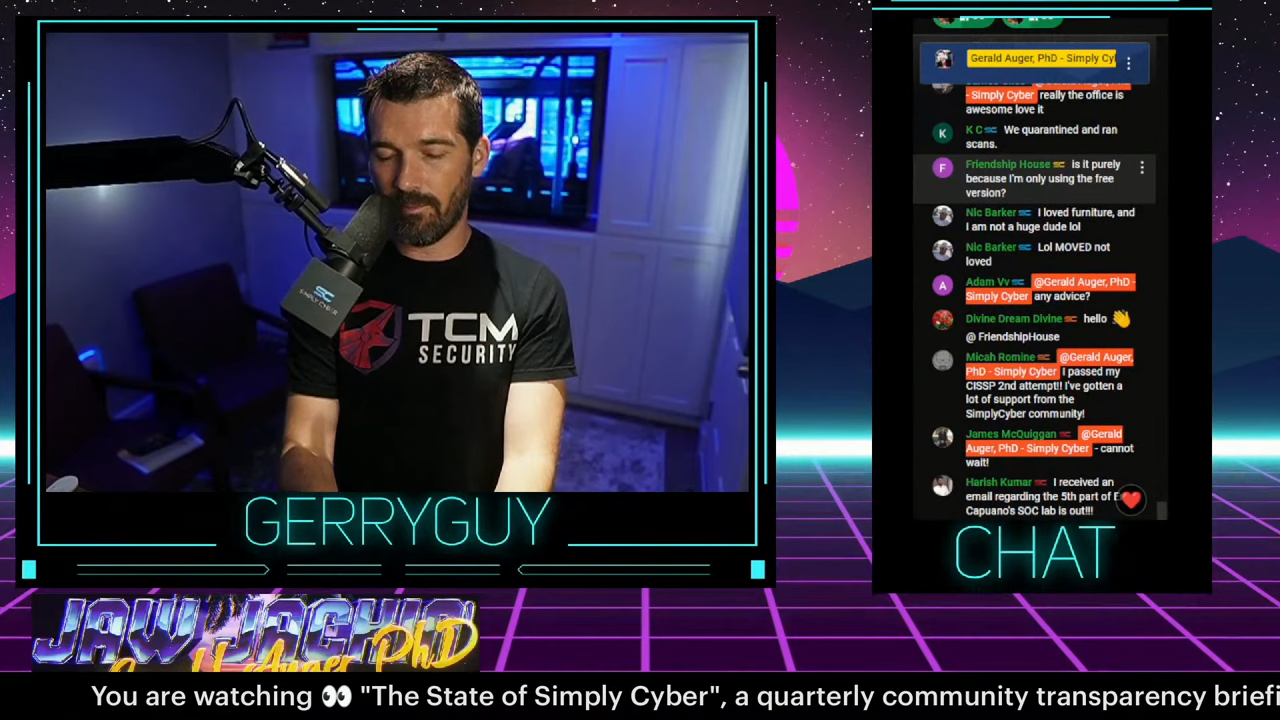 SC
SIMPLY CYBER
TCM
SECURITY
GERRYGUY
JAW JACKIN
PhD
Gerald Auger, PhD - Simply Cy
- Simply Cyber really the office is
awesome love it
K C We quarantined and ran
scans.
Friendship House is it purely
because I'm only using the free
version?
Nic Barker I loved furniture, and
I am not a huge dude lol
Nic Barker Lol MOVED not
loved
Adam Vv @Gerald Auger, PhD -
Simply Cyber any advice?
Divine Dream Divine hello 👋
@ FriendshipHouse
Micah Romine @Gerald Auger,
PhD - Simply Cyber I passed my
CISSP 2nd attempt!! I've gotten a
lot of support from the
SimplyCyber community!
James McQuiggan @Gerald
Auger, PhD - Simply Cyber - cannot
wait!
Harish Kumar I received an
email regarding the 5th part of
Capuano's SOC lab is out!!!
CHAT
You are watching 👀 "The State of Simply Cyber", a quarterly community transparency briefi